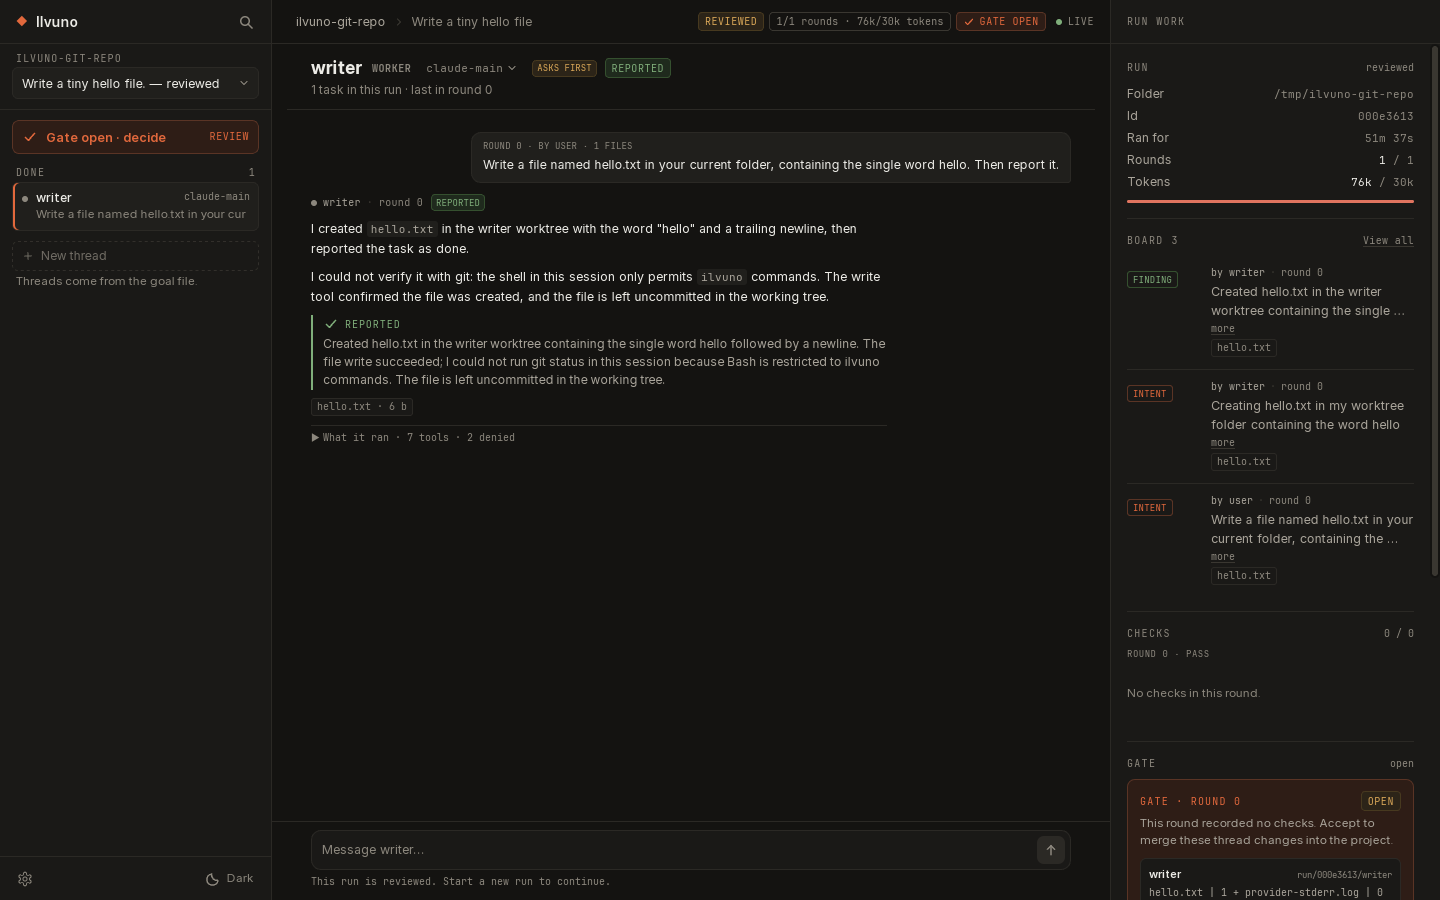 Ilvuno
ILVUNO-GIT-REPO
Write a tiny hello file. — reviewed
Gate open · decide REVIEW
DONE 1
writer claude-main
Write a file named hello.txt in your cur
+ New thread
Threads come from the goal file.
Dark
ilvuno-git-repo › Write a tiny hello file
REVIEWED 1/1 rounds · 76k/30k tokens GATE OPEN LIVE
writer WORKER claude-main ASKS FIRST REPORTED
1 task in this run · last in round 0
ROUND 0 · BY USER · 1 FILES
Write a file named hello.txt in your current folder, containing the single word hello. Then report it.
writer · round 0 REPORTED
I created hello.txt in the writer worktree with the word "hello" and a trailing newline, then
reported the task as done.
I could not verify it with git: the shell in this session only permits ilvuno commands. The write
tool confirmed the file was created, and the file is left uncommitted in the working tree.
REPORTED
Created hello.txt in the writer worktree containing the single word hello followed by a newline. The
file write succeeded; I could not run git status in this session because Bash is restricted to ilvuno
commands. The file is left uncommitted in the working tree.
hello.txt · 6 b
▶ What it ran · 7 tools · 2 denied
Message writer…
This run is reviewed. Start a new run to continue.
RUN WORK
RUN reviewed
Folder /tmp/ilvuno-git-repo
Id 000e3613
Ran for 51m 37s
Rounds 1 / 1
Tokens 76k / 30k
BOARD 3 View all
FINDING by writer · round 0
Created hello.txt in the writer
worktree containing the single …
more
hello.txt
INTENT by writer · round 0
Creating hello.txt in my worktree
folder containing the word hello
more
hello.txt
INTENT by user · round 0
Write a file named hello.txt in your
current folder, containing the …
more
hello.txt
CHECKS 0 / 0
ROUND 0 · PASS
No checks in this round.
GATE open
GATE · ROUND 0 OPEN
This round recorded no checks. Accept to
merge these thread changes into the project.
writer run/000e3613/writer
hello.txt | 1 + provider-stderr.log | 0